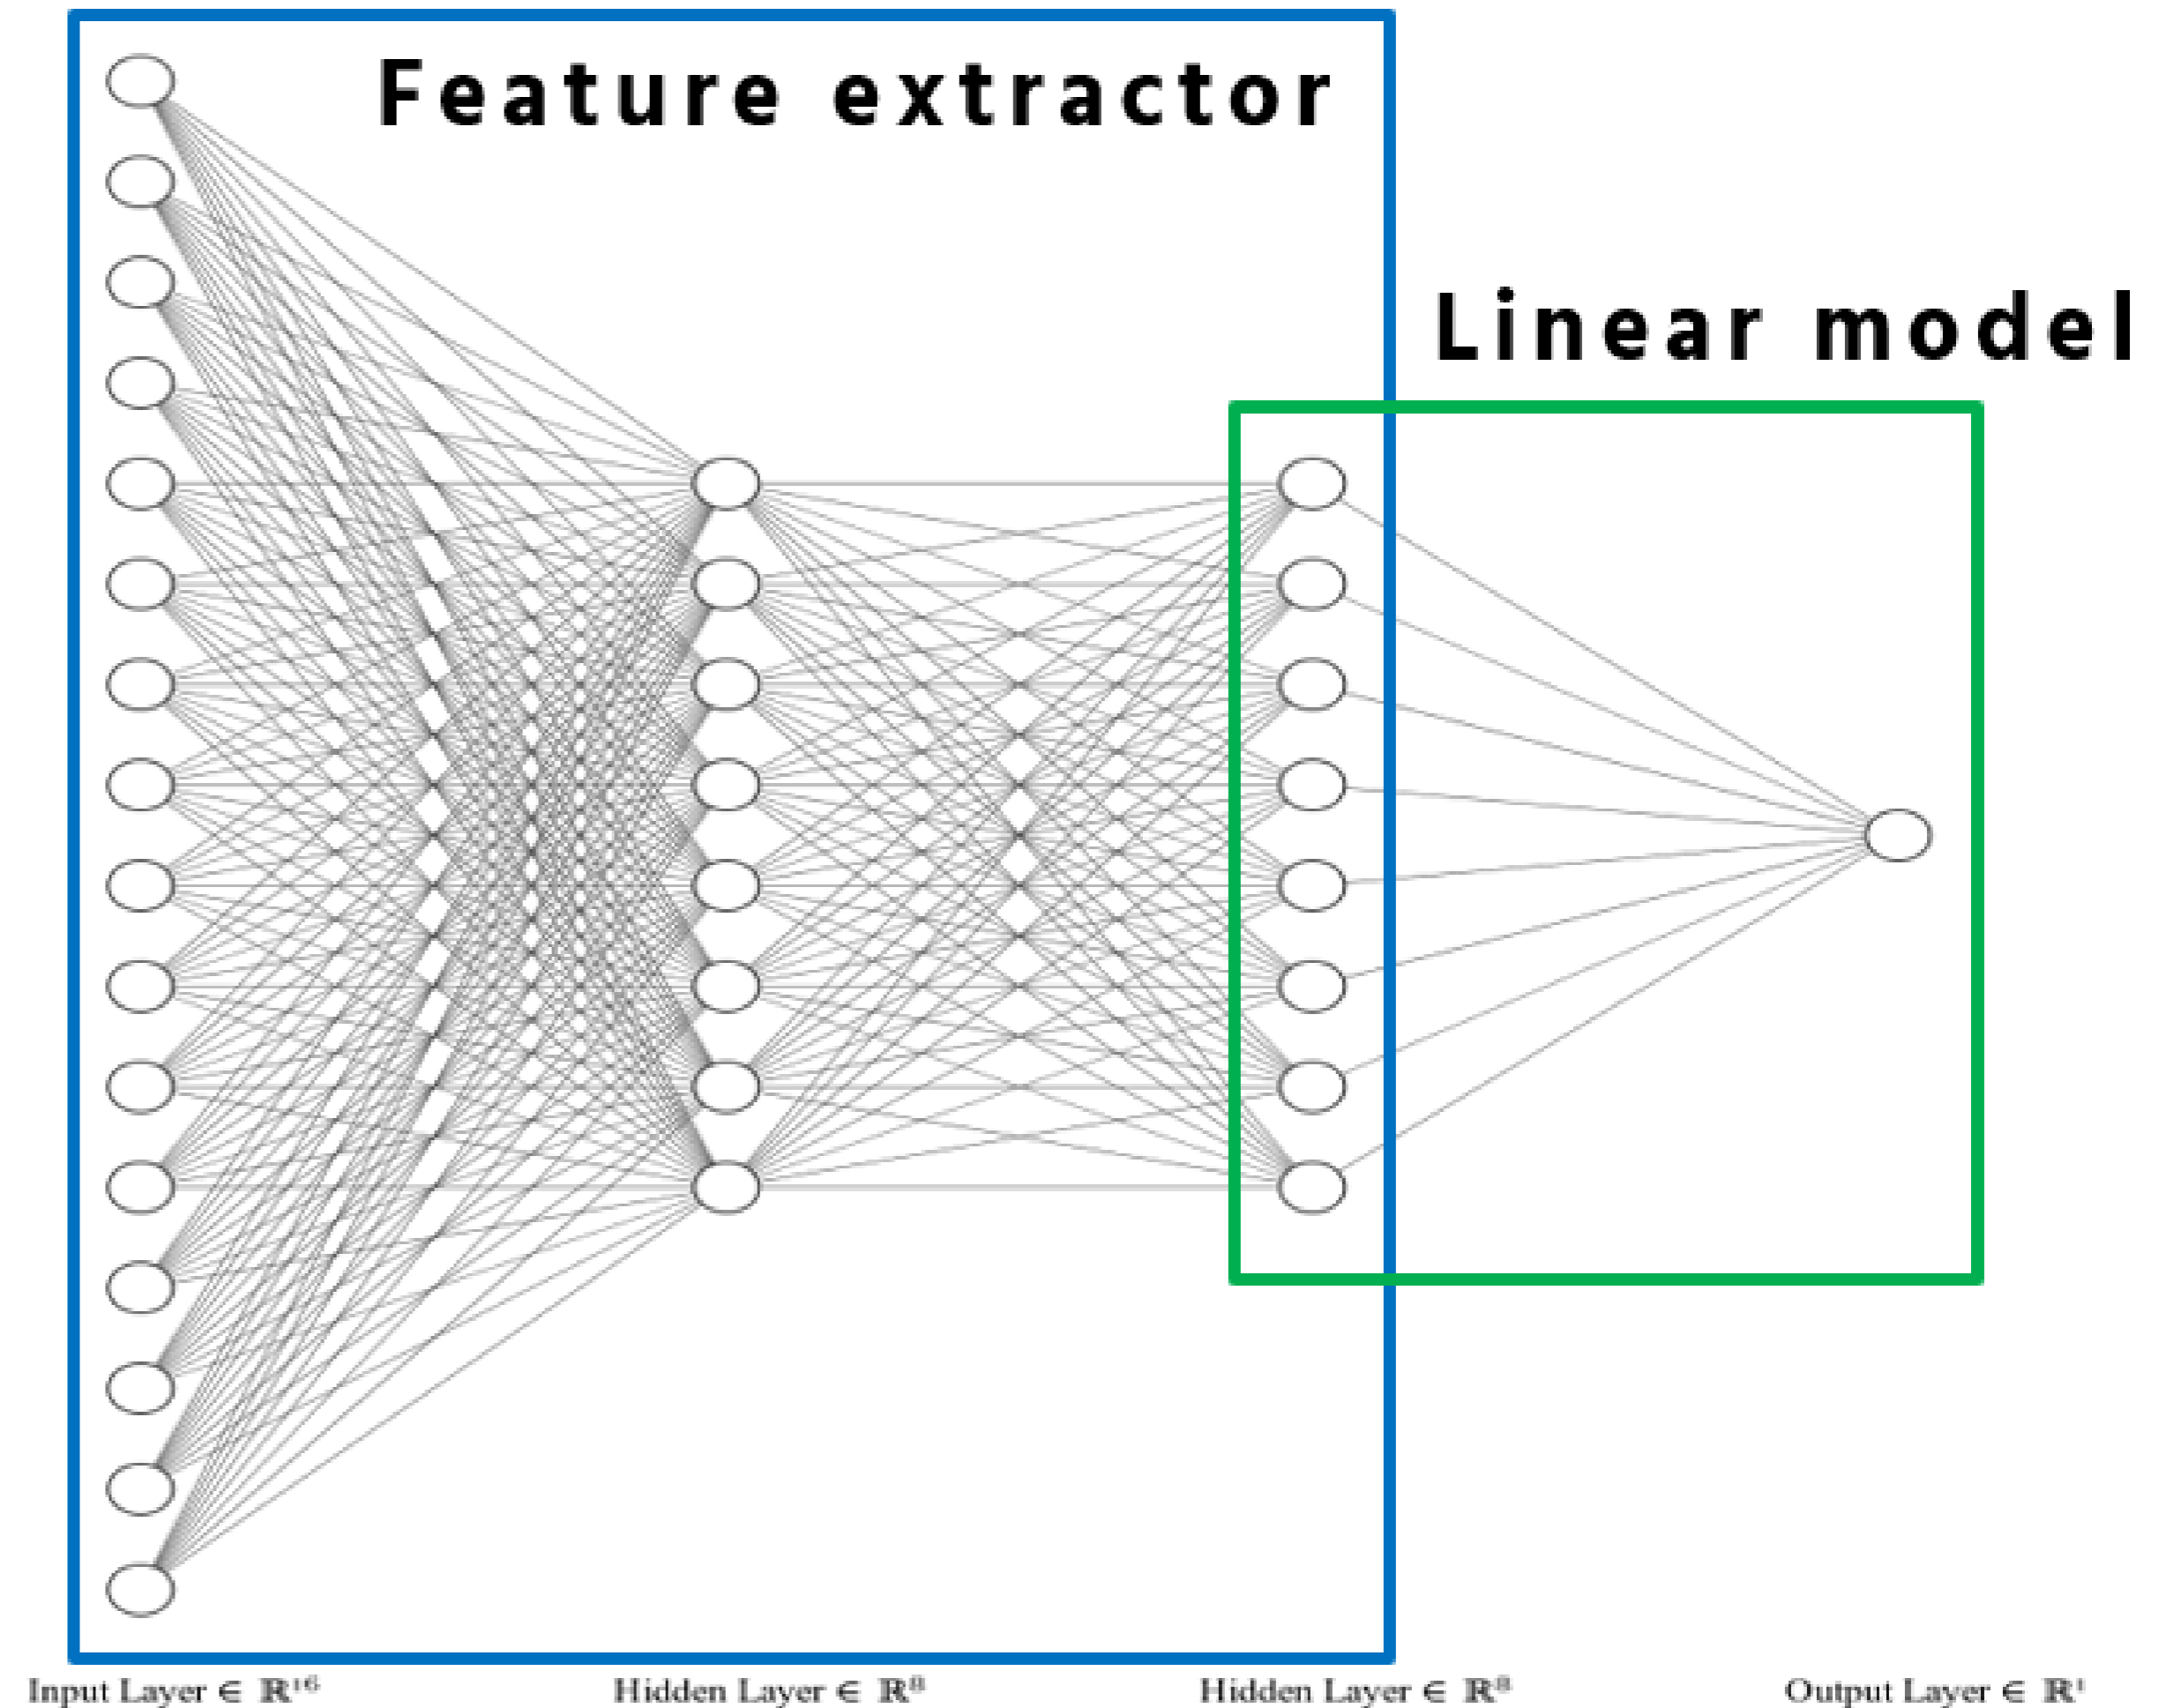 Feature extractor
Linear model
Input Layer ∈ ℝ¹⁶
Hidden Layer ∈ ℝ⁸
Hidden Layer ∈ ℝ⁸
Output Layer ∈ ℝ¹